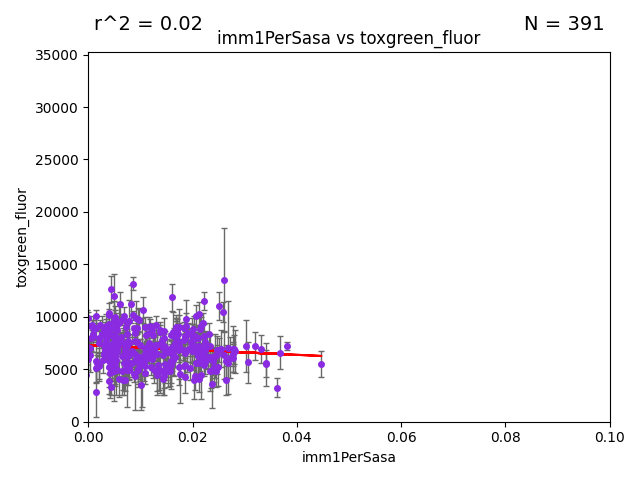 r^2 = 0.02
N = 391
imm1PerSasa vs toxgreen_fluor
35000
30000
25000
20000
15000
10000
5000
0
toxgreen_fluor
0.00
0.02
0.04
0.06
0.08
0.10
imm1PerSasa